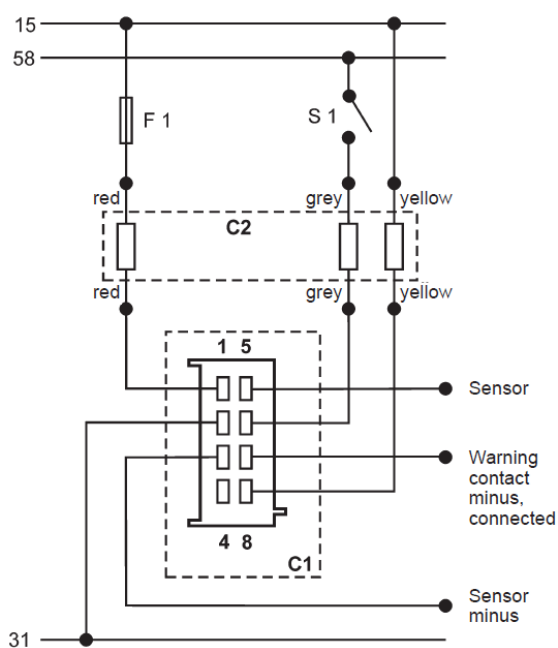 15
58
F 1
S 1
red
grey
yellow
C2
red
grey
yellow
1 5
Sensor
Warning
contact
minus,
connected
4 8
C1
Sensor
minus
31